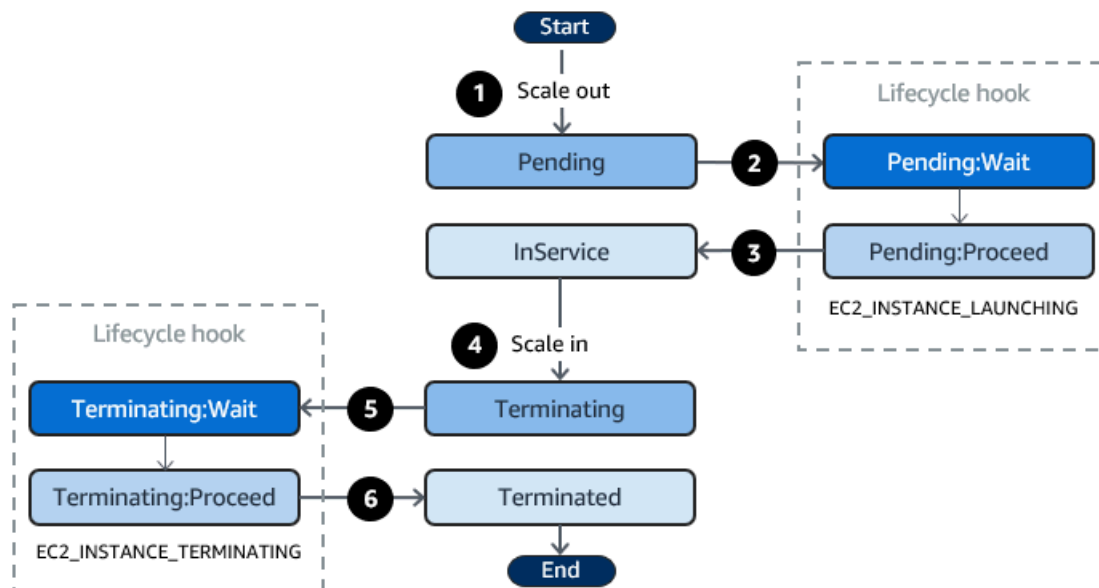 Start
1 Scale out
Lifecycle hook
Pending
2
Pending:Wait
InService
3
Pending:Proceed
EC2_INSTANCE_LAUNCHING
Lifecycle hook
4 Scale in
Terminating:Wait
5
Terminating
Terminating:Proceed
6
Terminated
EC2_INSTANCE_TERMINATING
End